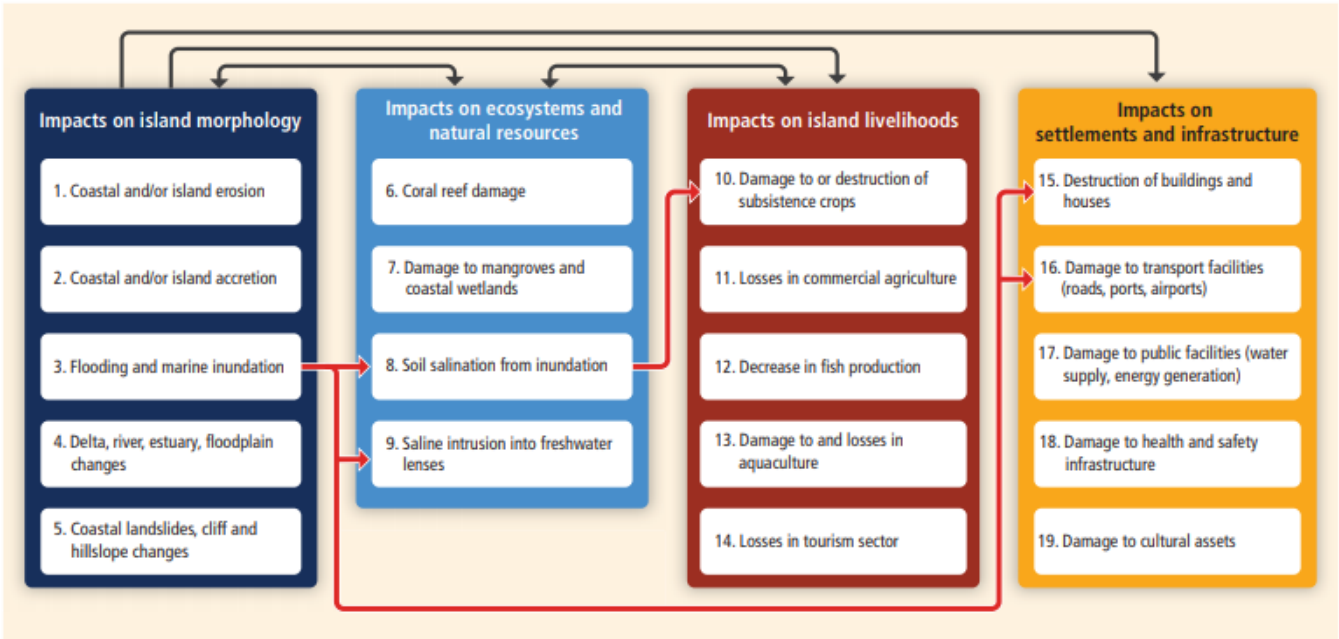 Impacts on island morphology
1. Coastal and/or island erosion
2. Coastal and/or island accretion
3. Flooding and marine inundation
4. Delta, river, estuary, floodplain
changes
5. Coastal landslides, cliff and
hillslope changes
Impacts on ecosystems and
natural resources
6. Coral reef damage
7. Damage to mangroves and
coastal wetlands
8. Soil salination from inundation
9. Saline intrusion into freshwater
lenses
Impacts on island livelihoods
10. Damage to or destruction of
subsistence crops
11. Losses in commercial agriculture
12. Decrease in fish production
13. Damage to and losses in
aquaculture
14. Losses in tourism sector
Impacts on
settlements and infrastructure
15. Destruction of buildings and
houses
16. Damage to transport facilities
(roads, ports, airports)
17. Damage to public facilities (water
supply, energy generation)
18. Damage to health and safety
infrastructure
19. Damage to cultural assets